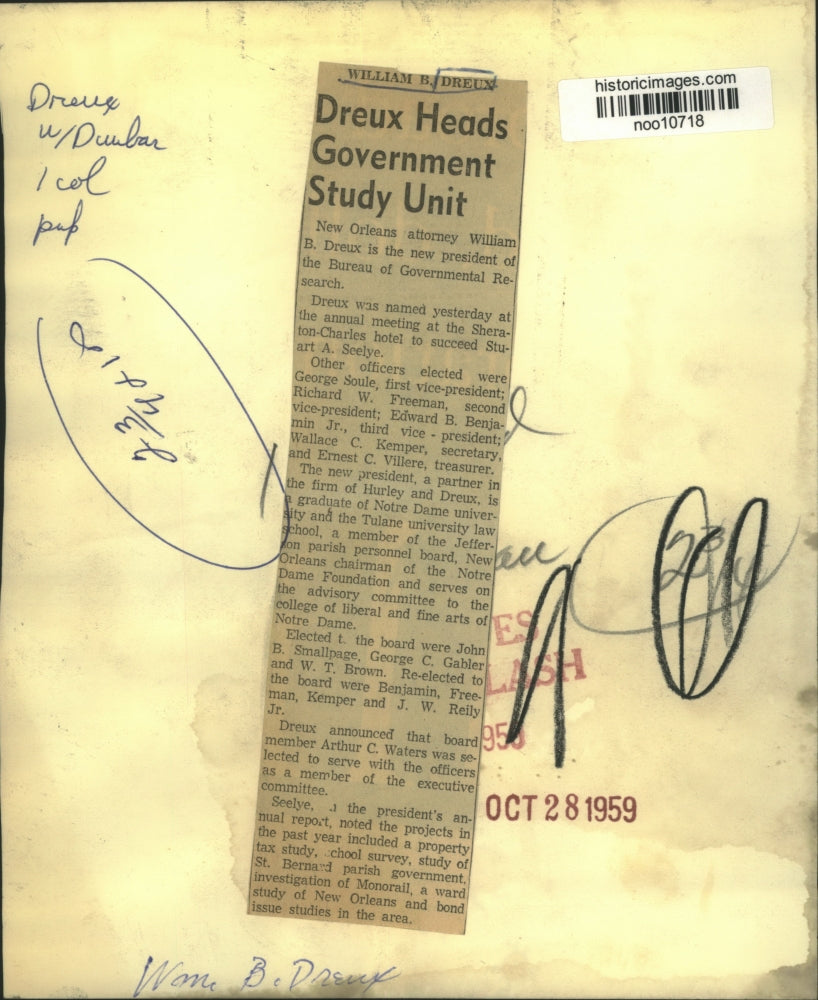 historicimages.com
noo10718
Dreux
w/Dunbar
1 col
pub
2 3/4 x 12
WILLIAM B. DREUX
Dreux Heads
Government
Study Unit
New Orleans attorney William
B. Dreux is the new president of
the Bureau of Governmental Re-
search.
Dreux was named yesterday at
the annual meeting at the Shera-
ton-Charles hotel to succeed Stu-
art A. Seelye.
Other officers elected were
George Soule, first vice-president;
Richard W. Freeman, second
vice-president; Edward B. Benja-
min Jr., third vice - president;
Wallace C. Kemper, secretary,
and Ernest C. Villere, treasurer.
The new president, a partner in
the firm of Hurley and Dreux, is
a graduate of Notre Dame univer-
sity and the Tulane university law
school, a member of the Jeffer-
son parish personnel board, New
Orleans chairman of the Notre
Dame Foundation and serves on
the advisory committee to the
college of liberal and fine arts of
Notre Dame.
Elected t. the board were John
B. Smallpage, George C. Gabler
and W. T. Brown. Re-elected to
the board were Benjamin, Free-
man, Kemper and J. W. Reily
Jr.
Dreux announced that board
member Arthur C. Waters was se-
lected to serve with the officers
as a member of the executive
committee.
Seelye, .n the president's an-
nual report, noted the projects in
the past year included a property
tax study, .chool survey, study of
St. Bernard parish government,
investigation of Monorail, a ward
study of New Orleans and bond
issue studies in the area.
ES
LASH
OCT 28 1959
Wm. B. Dreux